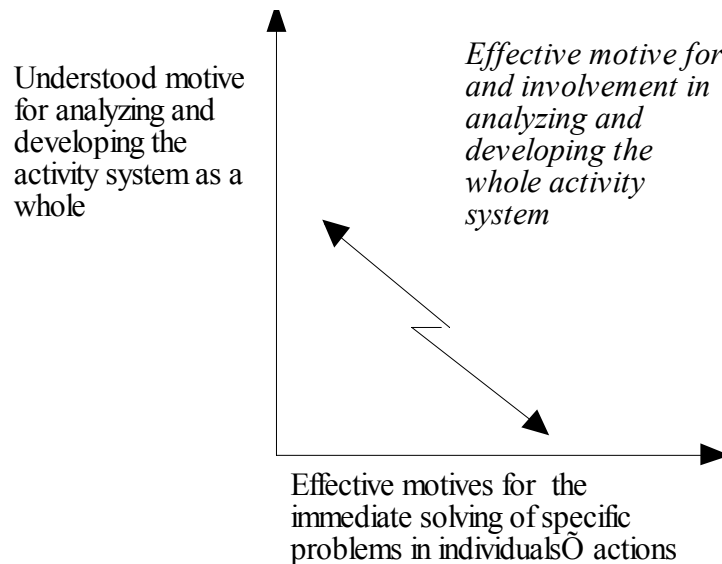 Understood motive
for analyzing and
developing the
activity system as a
whole
Effective motive for
and involvement in
analyzing and
developing the
whole activity
system
Effective motives for the
immediate solving of specific
problems in individualsÕ actions